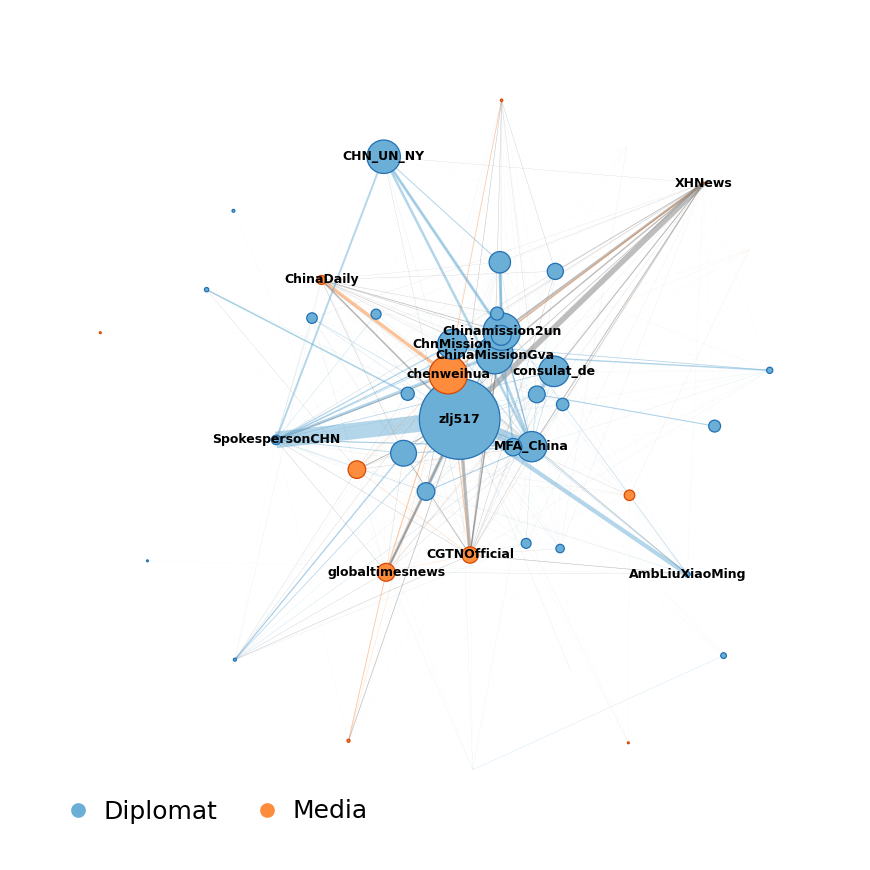 CHN_UN_NY
XHNews
ChinaDaily
Chinamission2un
ChnMission
ChinaMissionGva
chenweihua
consulat_de
zlj517
SpokespersonCHN
MFA_China
CGTNOfficial
globaltimesnews
AmbLiuXiaoMing
Diplomat
Media